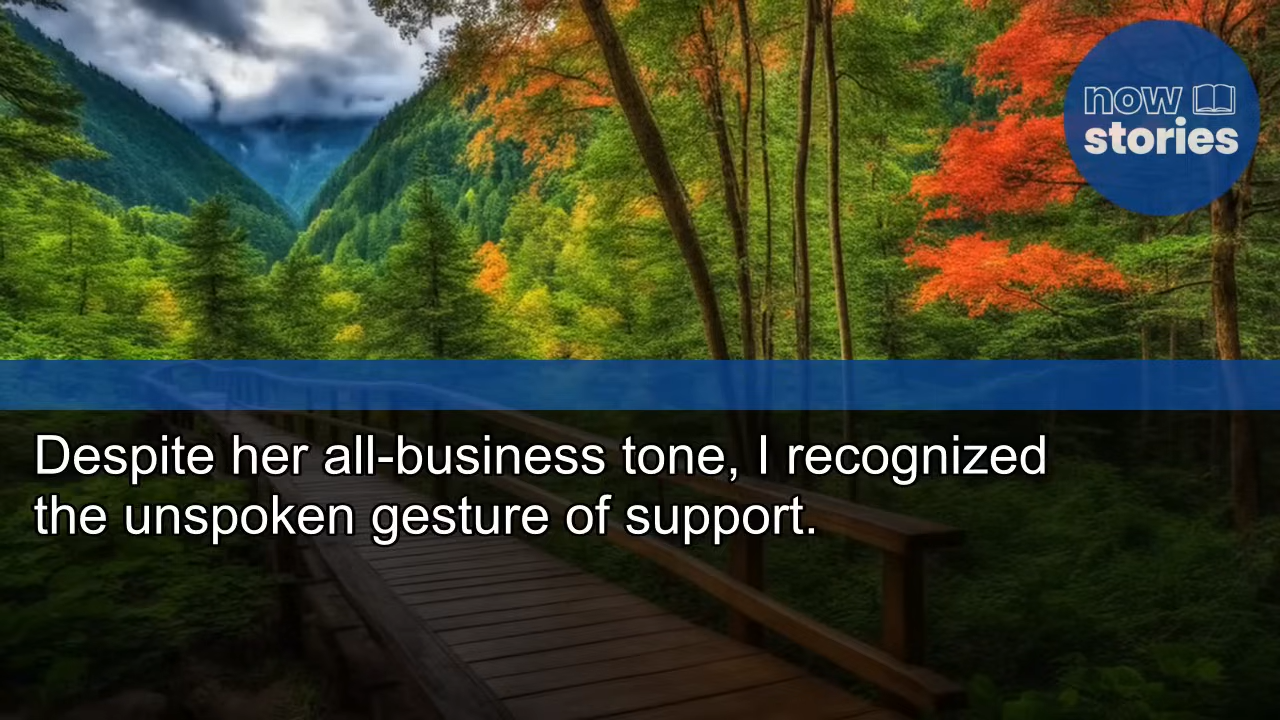 now
stories
Despite her all-business tone, I recognized
the unspoken gesture of support.